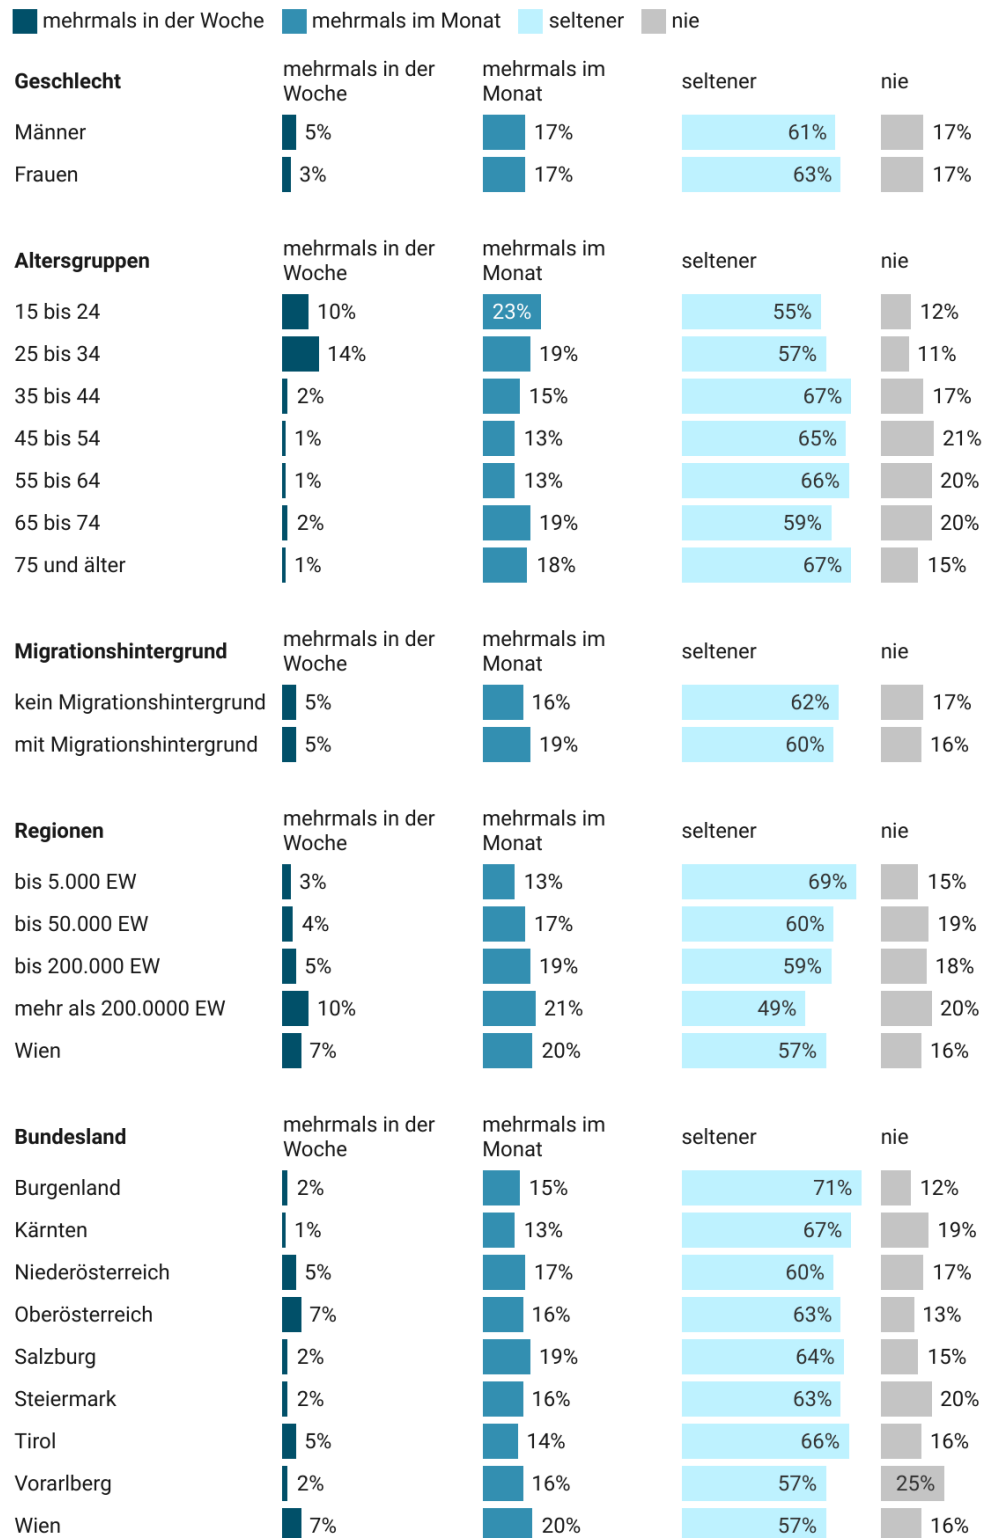 mehrmals in der Woche mehrmals im Monat seltener nie
Geschlecht mehrmals in der Woche mehrmals im Monat seltener nie
Männer 5% 17% 61% 17%
Frauen 3% 17% 63% 17%
Altersgruppen mehrmals in der Woche mehrmals im Monat seltener nie
15 bis 24 10% 23% 55% 12%
25 bis 34 14% 19% 57% 11%
35 bis 44 2% 15% 67% 17%
45 bis 54 1% 13% 65% 21%
55 bis 64 1% 13% 66% 20%
65 bis 74 2% 19% 59% 20%
75 und älter 1% 18% 67% 15%
Migrationshintergrund mehrmals in der Woche mehrmals im Monat seltener nie
kein Migrationshintergrund 5% 16% 62% 17%
mit Migrationshintergrund 5% 19% 60% 16%
Regionen mehrmals in der Woche mehrmals im Monat seltener nie
bis 5.000 EW 3% 13% 69% 15%
bis 50.000 EW 4% 17% 60% 19%
bis 200.000 EW 5% 19% 59% 18%
mehr als 200.0000 EW 10% 21% 49% 20%
Wien 7% 20% 57% 16%
Bundesland mehrmals in der Woche mehrmals im Monat seltener nie
Burgenland 2% 15% 71% 12%
Kärnten 1% 13% 67% 19%
Niederösterreich 5% 17% 60% 17%
Oberösterreich 7% 16% 63% 13%
Salzburg 2% 19% 64% 15%
Steiermark 2% 16% 63% 20%
Tirol 5% 14% 66% 16%
Vorarlberg 2% 16% 57% 25%
Wien 7% 20% 57% 16%